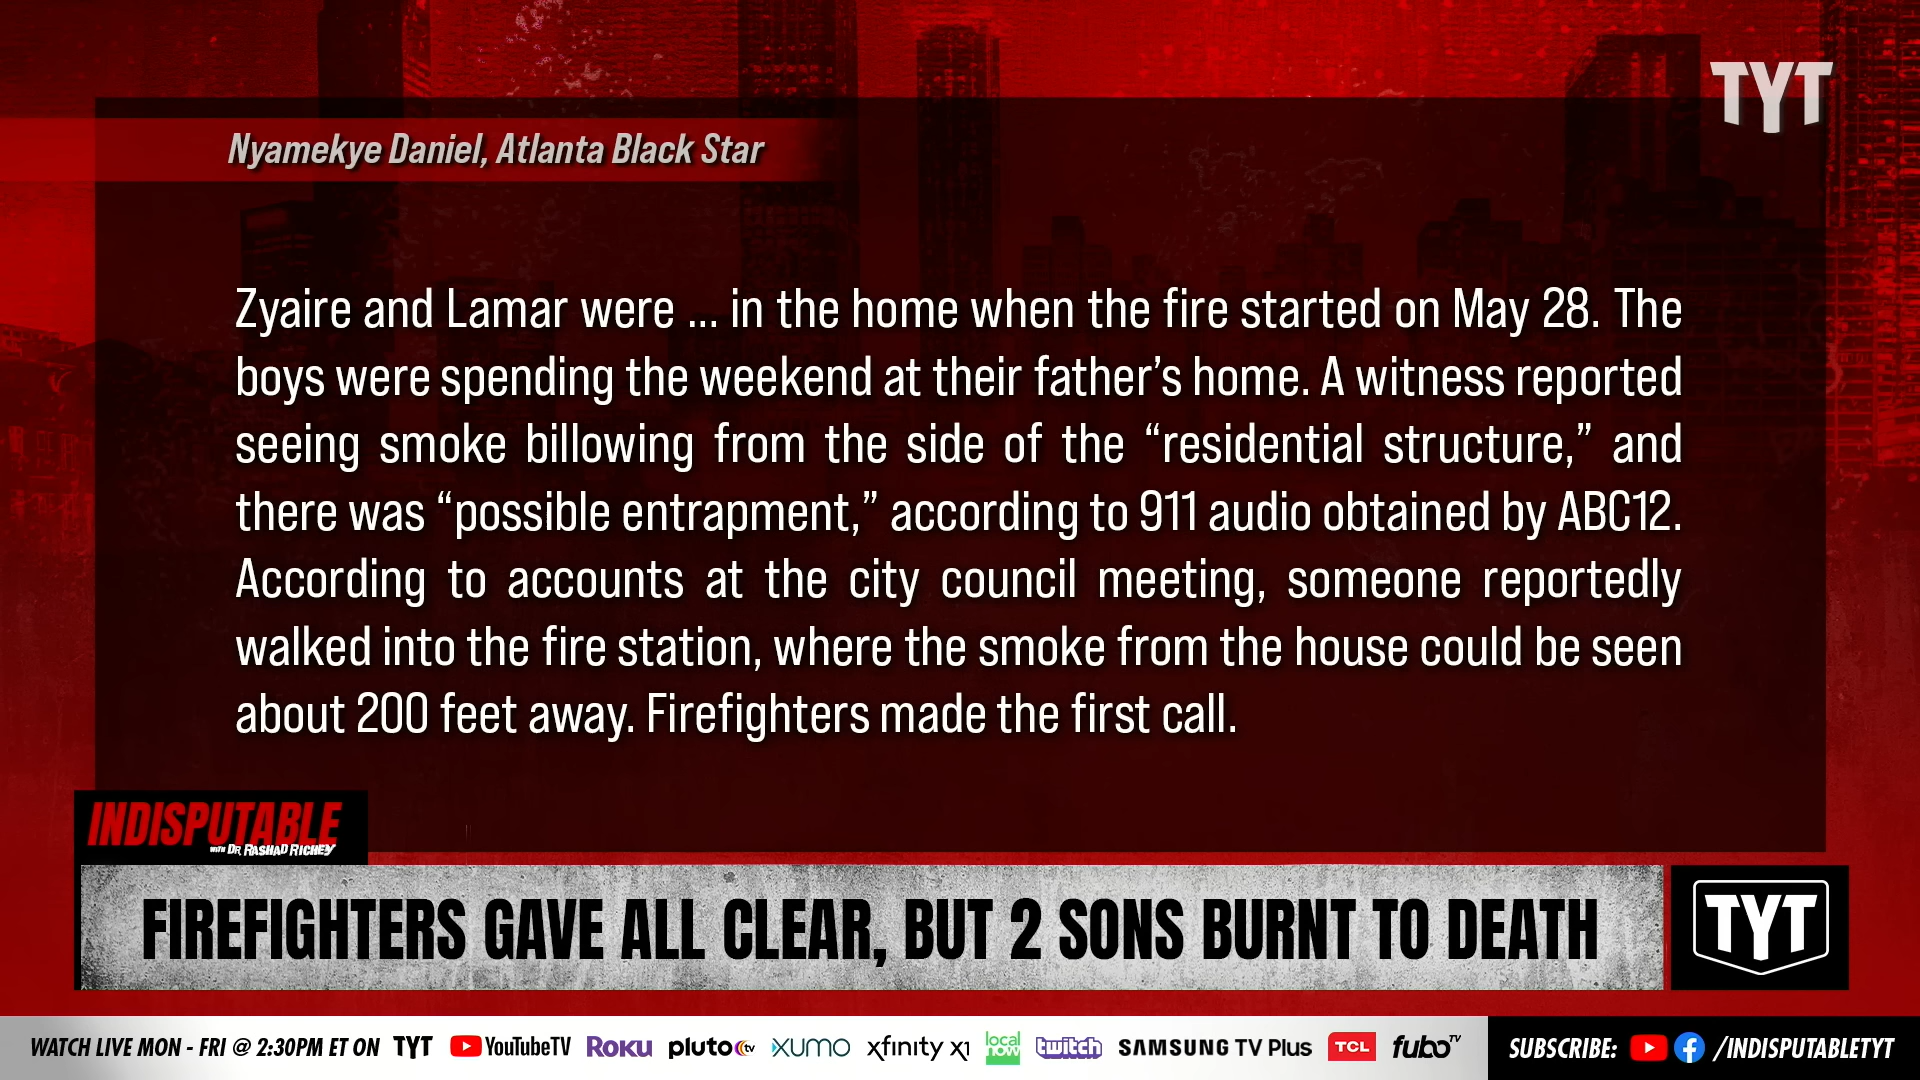 TYT
Nyamekye Daniel, Atlanta Black Star
Zyaire and Lamar were ... in the home when the fire started on May 28. The
boys were spending the weekend at their father’s home. A witness reported
seeing smoke billowing from the side of the “residential structure,” and
there was “possible entrapment,” according to 911 audio obtained by ABC12.
According to accounts at the city council meeting, someone reportedly
walked into the fire station, where the smoke from the house could be seen
about 200 feet away. Firefighters made the first call.
INDISPUTABLE
WITH DR RASHAD RICHEY
FIREFIGHTERS GAVE ALL CLEAR, BUT 2 SONS BURNT TO DEATH
TYT
WATCH LIVE MON - FRI @ 2:30PM ET ON TYT YouTubeTV ROKU pluto tv XUMO xfinity x1 local now twitch SAMSUNG TV Plus TCL fubo TV SUBSCRIBE: /INDISPUTABLETYT